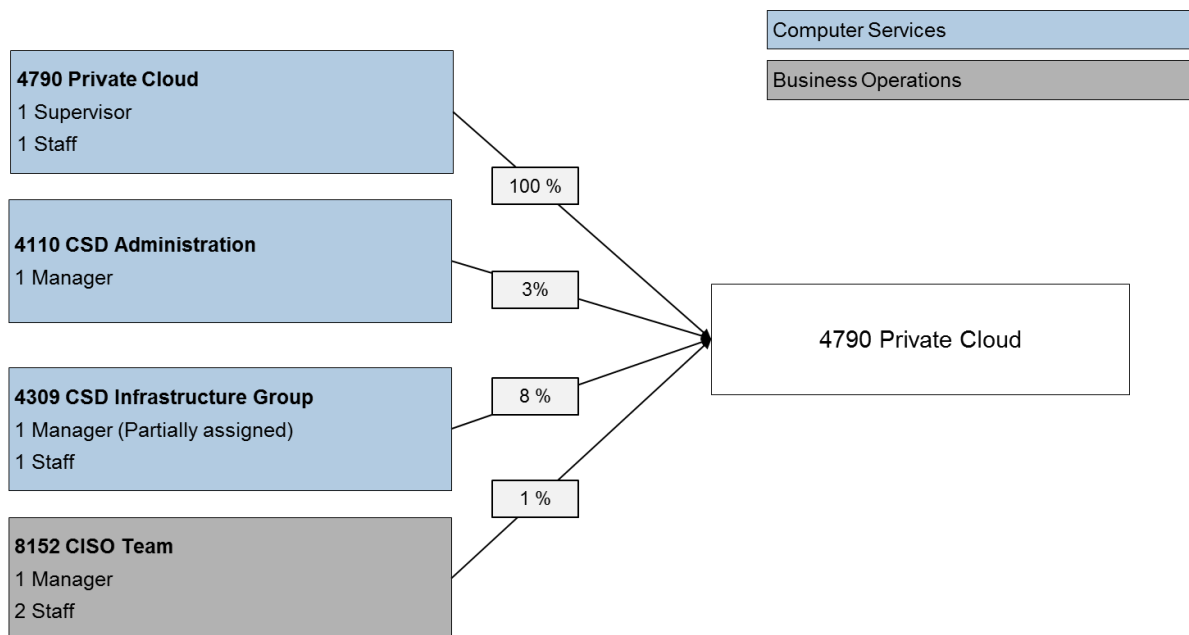 Computer Services
Business Operations
4790 Private Cloud
1 Supervisor
1 Staff
100 %
4110 CSD Administration
1 Manager
3%
4790 Private Cloud
4309 CSD Infrastructure Group
1 Manager (Partially assigned)
1 Staff
8 %
1 %
8152 CISO Team
1 Manager
2 Staff